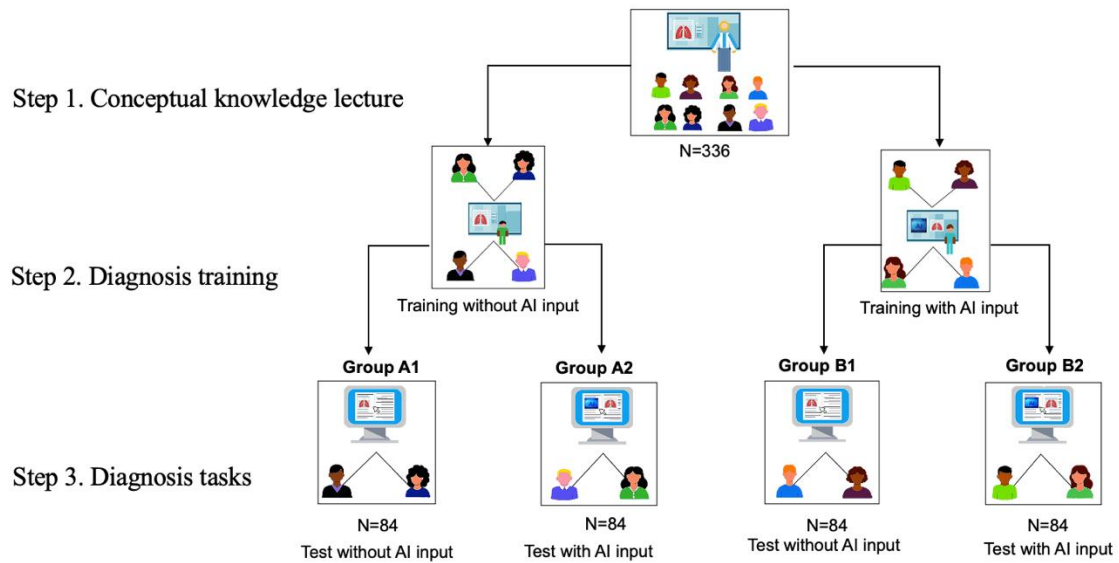 Step 1. Conceptual knowledge lecture
N=336
Step 2. Diagnosis training
Training without AI input
Training with AI input
Group A1
Group A2
Group B1
Group B2
Step 3. Diagnosis tasks
N=84
N=84
N=84
N=84
Test without AI input
Test with AI input
Test without AI input
Test with AI input